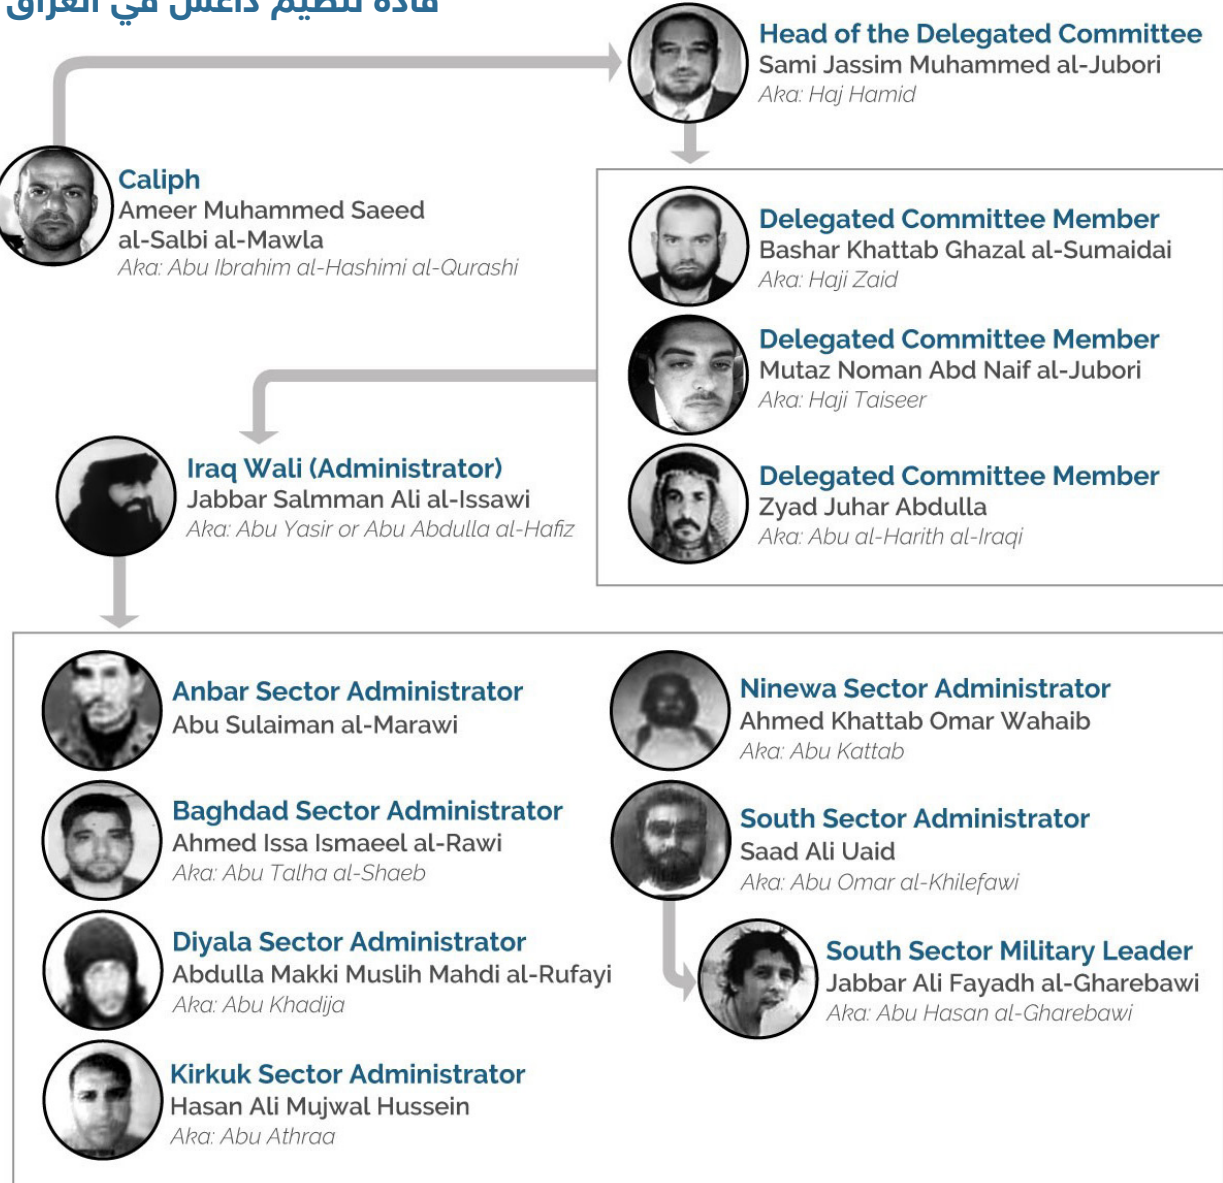 قادة تنظيم داعش في العراق
Head of the Delegated Committee
Sami Jassim Muhammed al-Jubori
Aka: Haj Hamid
Caliph
Ameer Muhammed Saeed
al-Salbi al-Mawla
Aka: Abu Ibrahim al-Hashimi al-Qurashi
Delegated Committee Member
Bashar Khattab Ghazal al-Sumaidai
Aka: Haji Zaid
Delegated Committee Member
Mutaz Noman Abd Naif al-Jubori
Aka: Haji Taiseer
Delegated Committee Member
Zyad Juhar Abdulla
Aka: Abu al-Harith al-Iraqi
Iraq Wali (Administrator)
Jabbar Salmman Ali al-Issawi
Aka: Abu Yasir or Abu Abdulla al-Hafiz
Anbar Sector Administrator
Abu Sulaiman al-Marawi
Baghdad Sector Administrator
Ahmed Issa Ismaeel al-Rawi
Aka: Abu Talha al-Shaeb
Diyala Sector Administrator
Abdulla Makki Muslih Mahdi al-Rufayi
Aka: Abu Khadija
Kirkuk Sector Administrator
Hasan Ali Mujwal Hussein
Aka: Abu Athraa
Ninewa Sector Administrator
Ahmed Khattab Omar Wahaib
Aka: Abu Kattab
South Sector Administrator
Saad Ali Uaid
Aka: Abu Omar al-Khilefawi
South Sector Military Leader
Jabbar Ali Fayadh al-Gharebawi
Aka: Abu Hasan al-Gharebawi